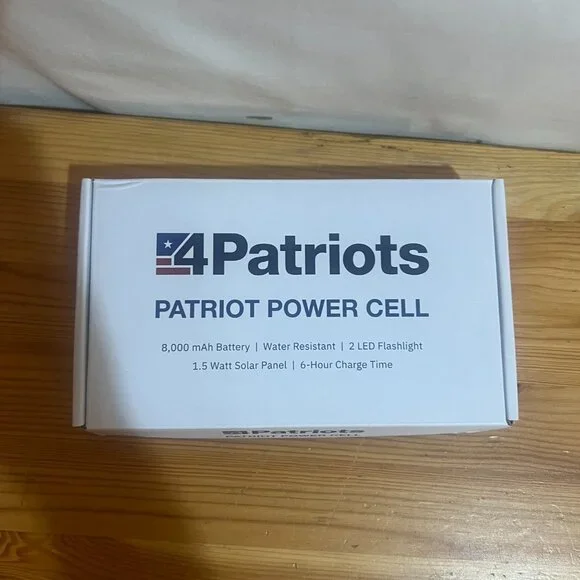 4Patriots
PATRIOT POWER CELL
8,000 mAh Battery | Water Resistant | 2 LED Flashlight
1.5 Watt Solar Panel | 6-Hour Charge Time
4Patriots
PATRIOT POWER CELL